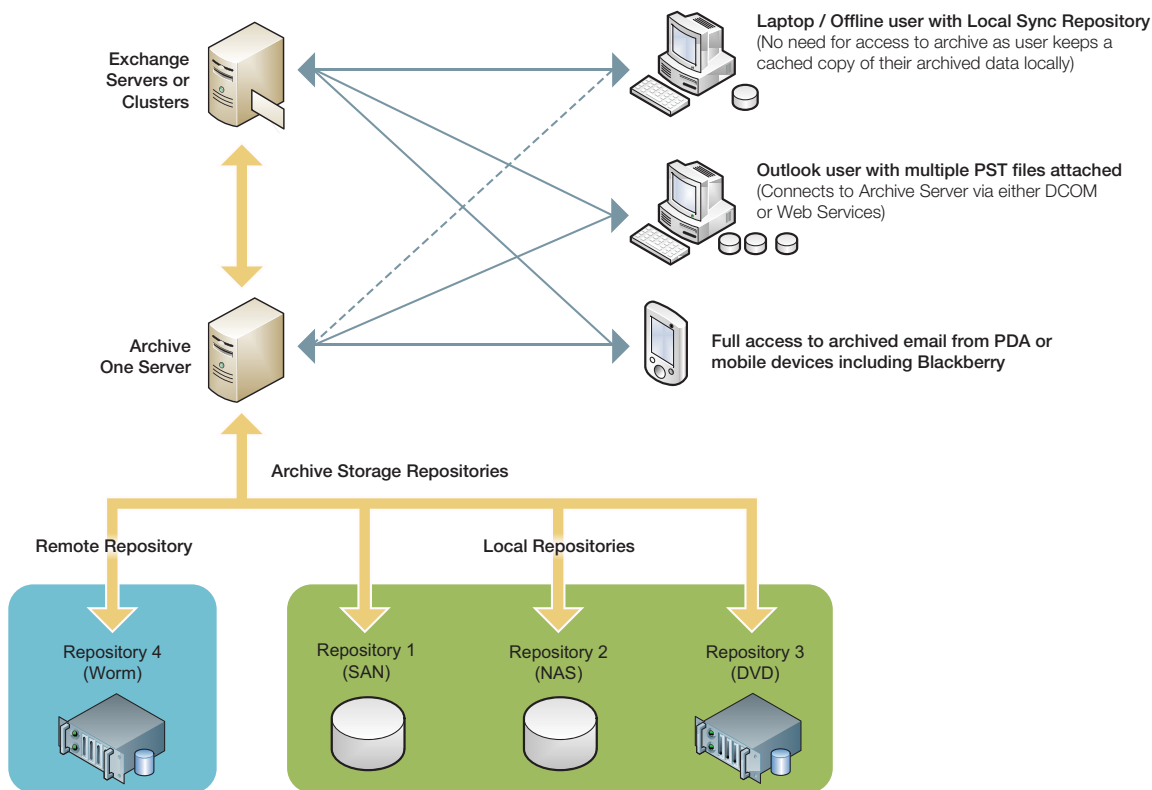 Exchange
Servers or
Clusters
Laptop / Offline user with Local Sync Repository
(No need for access to archive as user keeps a
cached copy of their archived data locally)
Outlook user with multiple PST files attached
(Connects to Archive Server via either DCOM
or Web Services)
Archive
One Server
Full access to archived email from PDA or
mobile devices including Blackberry
Archive Storage Repositories
Remote Repository
Local Repositories
Repository 4
(Worm)
Repository 1
(SAN)
Repository 2
(NAS)
Repository 3
(DVD)